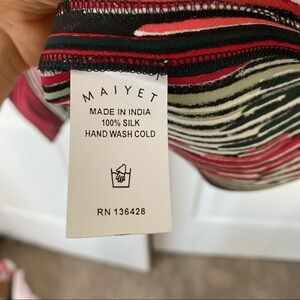 MAIYET
MADE IN INDIA
100% SILK
HAND WASH COLD
RN 136428